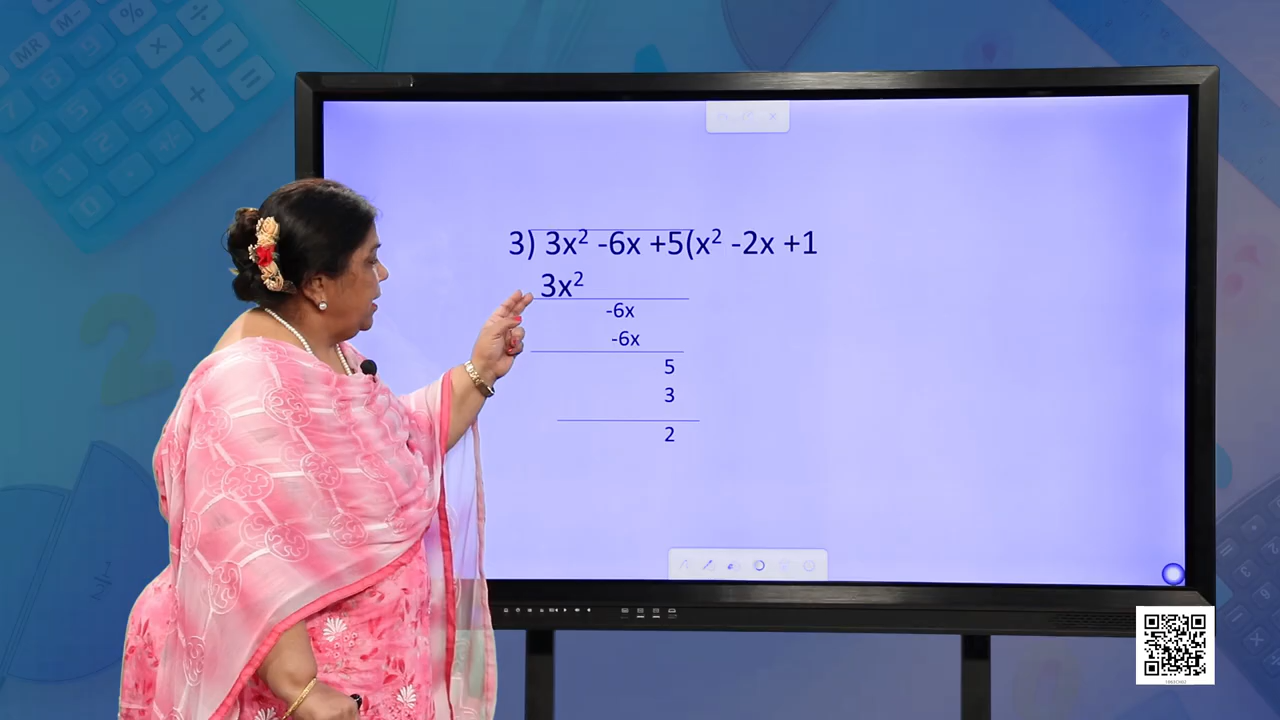 3) 3x² -6x +5(x² -2x +1
3x²
-6x
-6x
5
3
2